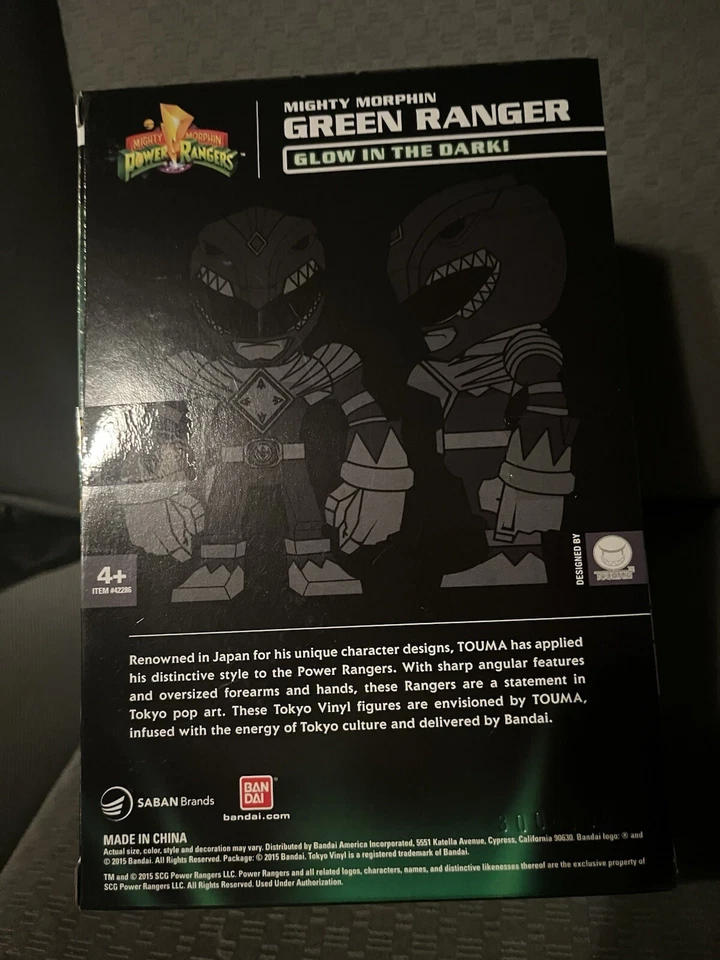 MIGHTY MORPHIN
POWER RANGERS
MIGHTY MORPHIN
GREEN RANGER
GLOW IN THE DARK!
4+
ITEM #42286
DESIGNED BY
TOUMA
Renowned in Japan for his unique character designs, TOUMA has applied
his distinctive style to the Power Rangers. With sharp angular features
and oversized forearms and hands, these Rangers are a statement in
Tokyo pop art. These Tokyo Vinyl figures are envisioned by TOUMA,
infused with the energy of Tokyo culture and delivered by Bandai.
SABAN Brands
BAN
DAI
bandai.com
MADE IN CHINA
Actual size, color, style and decoration may vary. Distributed by Bandai America Incorporated, 5551 Katella Avenue, Cypress, California 90630. Bandai logo: ® and
© 2015 Bandai. All Rights Reserved. Package: © 2015 Bandai. Tokyo Vinyl is a registered trademark of Bandai.
TM and © 2015 SCG Power Rangers LLC. Power Rangers and all related logos, characters, names, and distinctive likenesses thereof are the exclusive property of
SCG Power Rangers LLC. All Rights Reserved. Used Under Authorization.